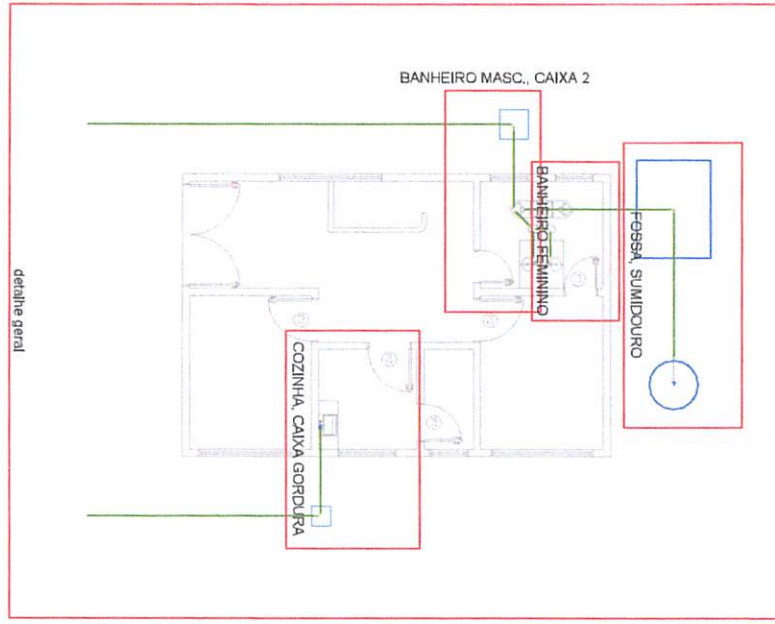 BANHEIRO MASC., CAIXA 2
BANHEIRO FEMININO
FOSSA, SUMIDOURO
detalhe geral
COZINHA, CAIXA GORDURA